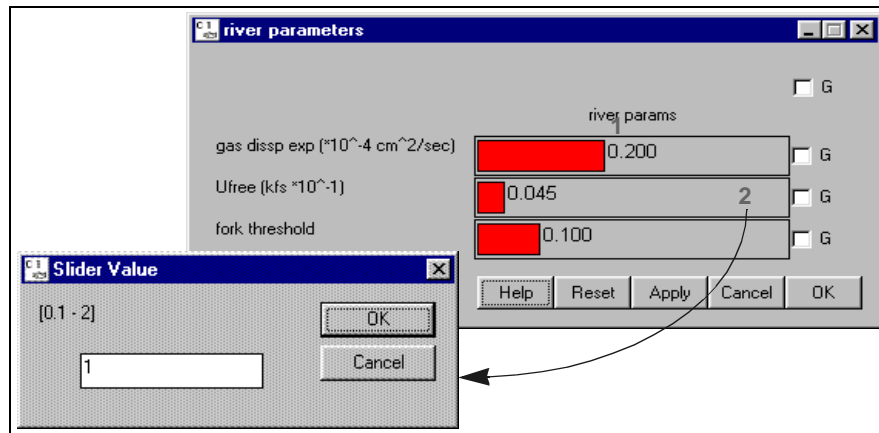 C 1
river parameters
G
river params
1
gas dissp exp (*10^-4 cm^2/sec)
0.200
G
Ufree (kfs *10^-1)
0.045
2
G
fork threshold
0.100
G
Help
Reset
Apply
Cancel
OK
C 1
Slider Value
[0.1 - 2]
OK
1
Cancel